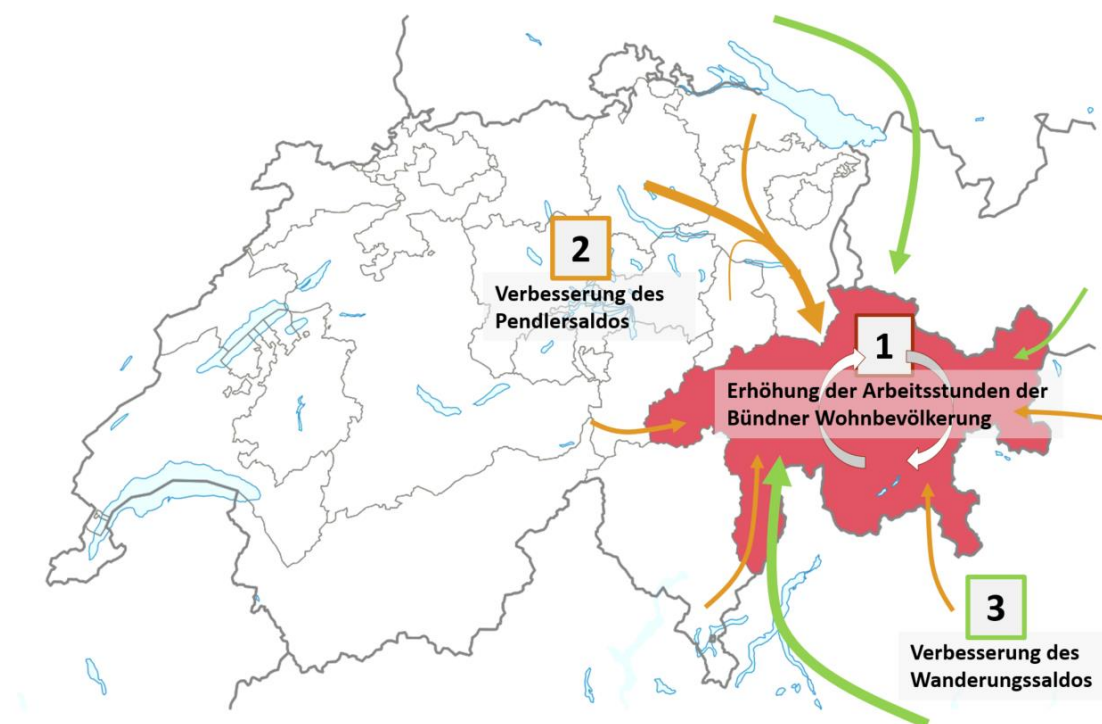 2
Verbesserung des
Pendlersaldos
1
Erhöhung der Arbeitsstunden der
Bündner Wohnbevölkerung
3
Verbesserung des
Wanderungssaldos